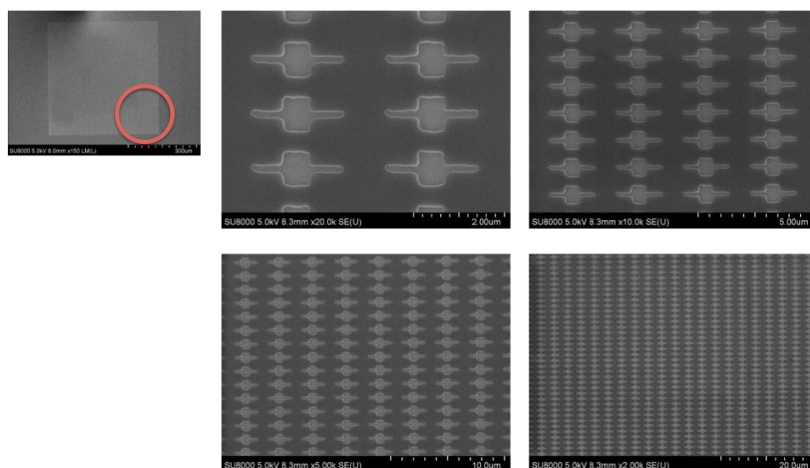 SU8000 5.0kV 8.0mm x150 LM(L) 300um
SU8000 5.0kV 8.3mm x20.0k SE(U) 2.00um
SU8000 5.0kV 8.3mm x10.0k SE(U) 5.00um
SU8000 5.0kV 8.3mm x5.00k SE(U) 10.0um
SU8000 5.0kV 8.3mm x2.00k SE(U) 20.0um